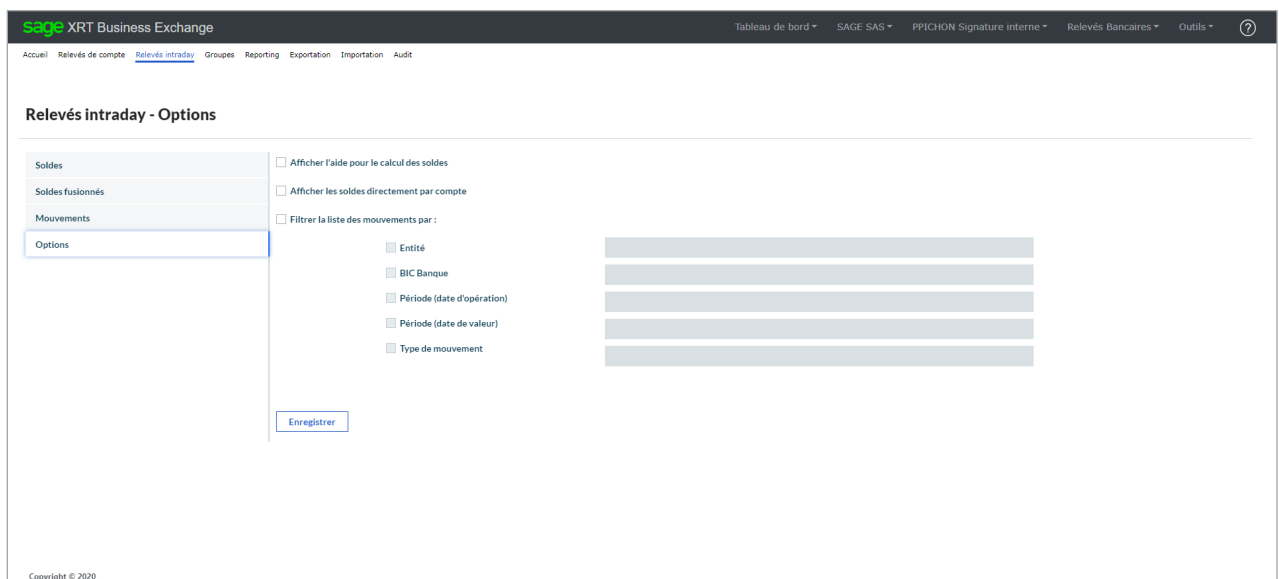 sage XRT Business Exchange
Tableau de bord SAGE SAS PPICHON Signature interne Relevés Bancaires Outils ?
Accueil Relevés de compte Relevés intraday Groupes Reporting Exportation Importation Audit
Relevés intraday - Options
Soldes
Soldes fusionnés
Mouvements
Options
Afficher l'aide pour le calcul des soldes
Afficher les soldes directement par compte
Filtrer la liste des mouvements par :
Entité
BIC Banque
Période (date d'opération)
Période (date de valeur)
Type de mouvement
Enregistrer
Copyright © 2020